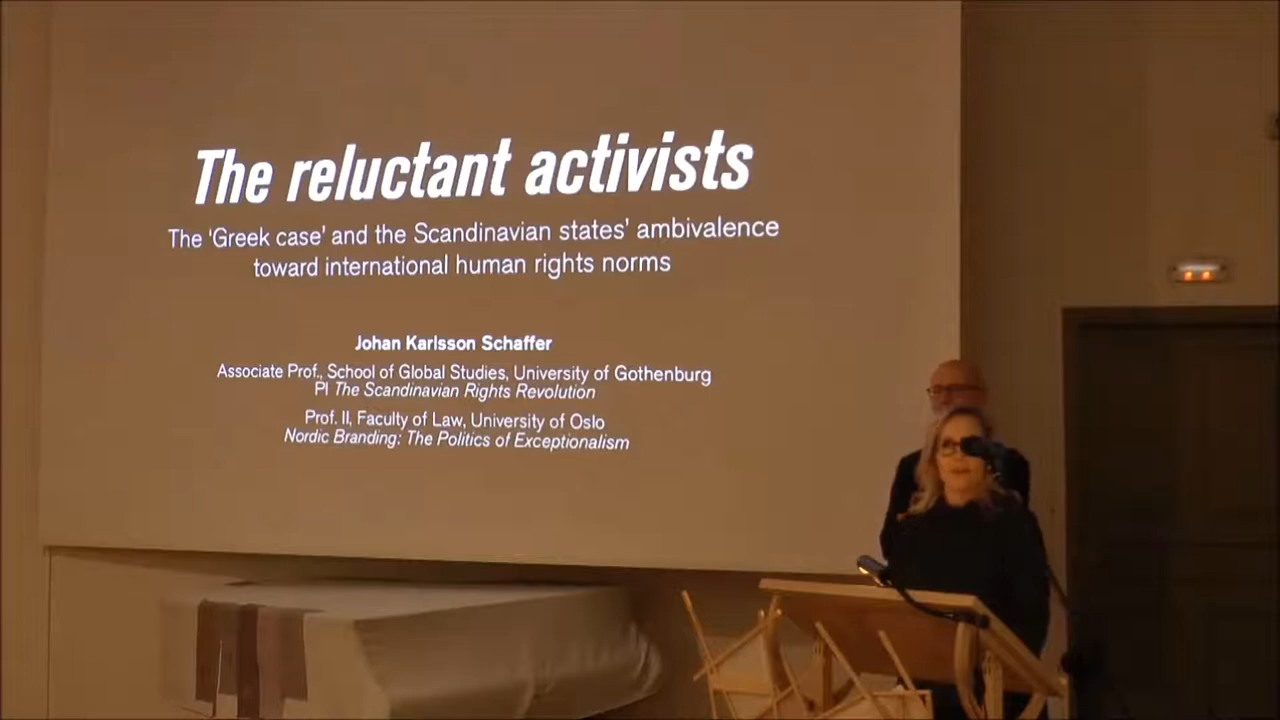 The reluctant activists
The 'Greek case' and the Scandinavian states' ambivalence
toward international human rights norms
Johan Karlsson Schaffer
Associate Prof., School of Global Studies, University of Gothenburg
PI The Scandinavian Rights Revolution
Prof. II, Faculty of Law, University of Oslo
Nordic Branding: The Politics of Exceptionalism